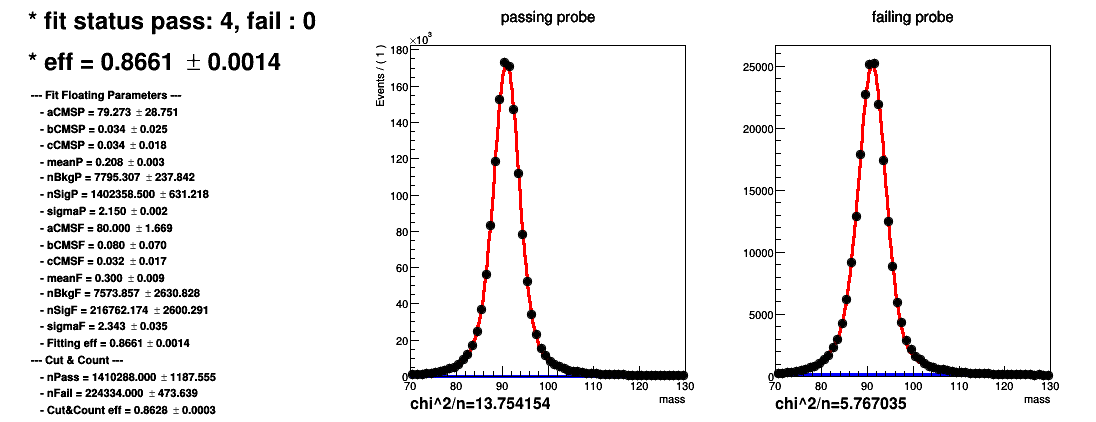 * fit status pass: 4, fail : 0
* eff = 0.8661 ± 0.0014
--- Fit Floating Parameters ---
- aCMSP = 79.273 ± 28.751
- bCMSP = 0.034 ± 0.025
- cCMSP = 0.034 ± 0.018
- meanP = 0.208 ± 0.003
- nBkgP = 7795.307 ± 237.842
- nSigP = 1402358.500 ± 631.218
- sigmaP = 2.150 ± 0.002
- aCMSF = 80.000 ± 1.669
- bCMSF = 0.080 ± 0.070
- cCMSF = 0.032 ± 0.017
- meanF = 0.300 ± 0.009
- nBkgF = 7573.857 ± 2630.828
- nSigF = 216762.174 ± 2600.291
- sigmaF = 2.343 ± 0.035
- Fitting eff = 0.8661 ± 0.0014
--- Cut & Count ---
- nPass = 1410288.000 ± 1187.555
- nFail = 224334.000 ± 473.639
- Cut&Count eff = 0.8628 ± 0.0003
passing probe
×10³
Events / ( 1 )
180
160
140
120
100
80
60
40
20
0
70 80 90 100 110 120 130
mass
chi^2/n=13.754154
failing probe
25000
20000
15000
10000
5000
0
70 80 90 100 110 120 130
mass
chi^2/n=5.767035